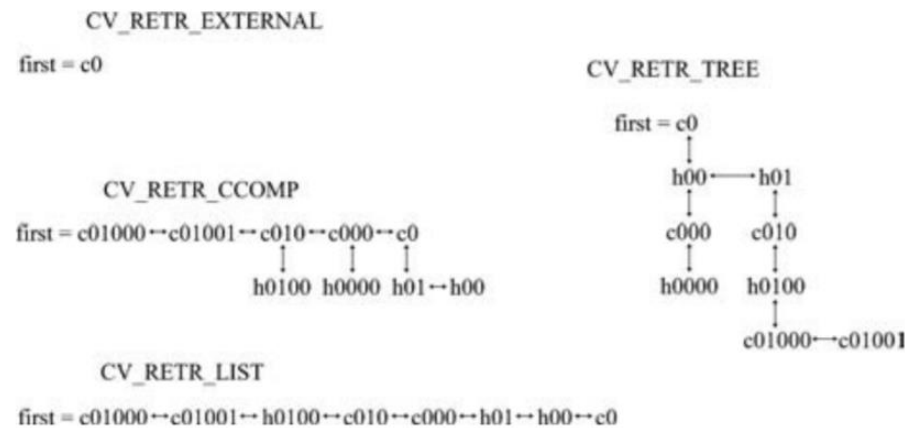 CV_RETR_EXTERNAL
first = c0
CV_RETR_CCOMP
first = c01000↔c01001↔c010↔c000↔c0
h0100 h0000 h01↔h00
CV_RETR_LIST
first = c01000↔c01001↔h0100↔c010↔c000↔h01↔h00↔c0
CV_RETR_TREE
first = c0
h00↔h01
c000 c010
h0000 h0100
c01000↔c01001